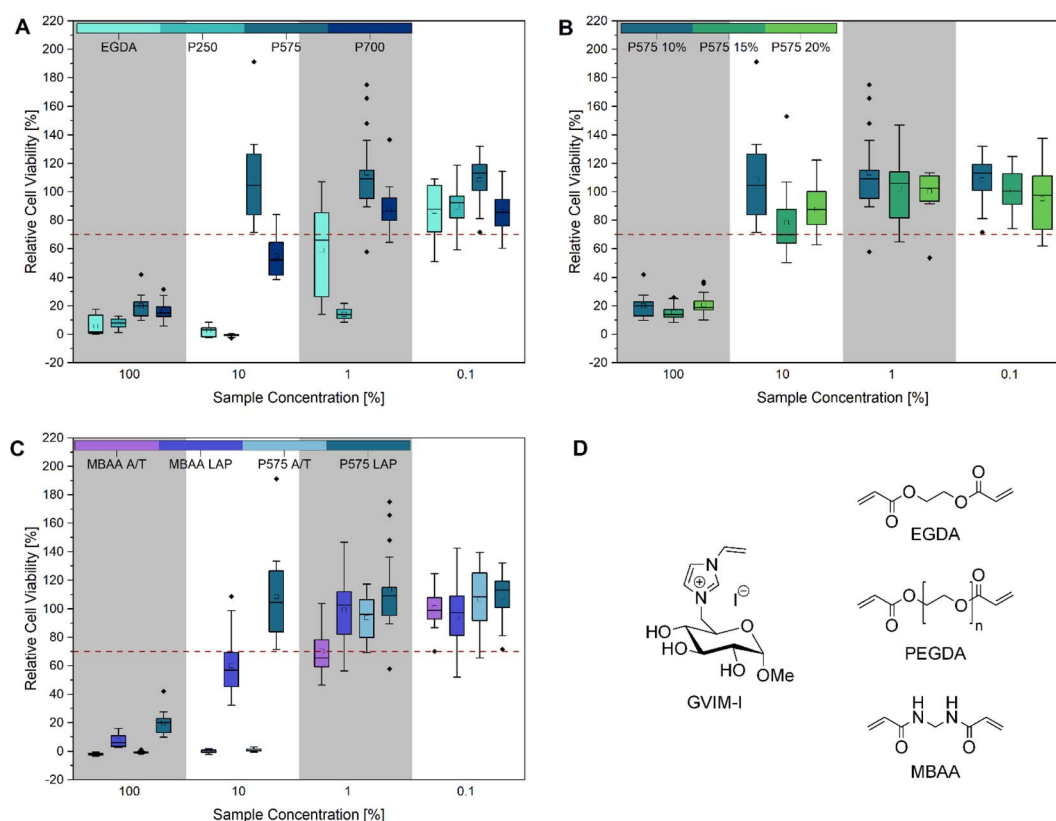 A
220
200
180
160
140
120
100
80
60
40
20
0
-20
Relative Cell Viability [%]
EGDA P250 P575 P700
100 10 1 0.1
Sample Concentration [%]
B
220
200
180
160
140
120
100
80
60
40
20
0
-20
Relative Cell Viability [%]
P575 10% P575 15% P575 20%
100 10 1 0.1
Sample Concentration [%]
C
220
200
180
160
140
120
100
80
60
40
20
0
-20
Relative Cell Viability [%]
MBAA A/T MBAA LAP P575 A/T P575 LAP
100 10 1 0.1
Sample Concentration [%]
D
N
+
N
I−
HO
O
HO
HO
OMe
GVIM-I
O
O
O
O
EGDA
O
O
O
O
n
PEGDA
H H
N N
O O
MBAA